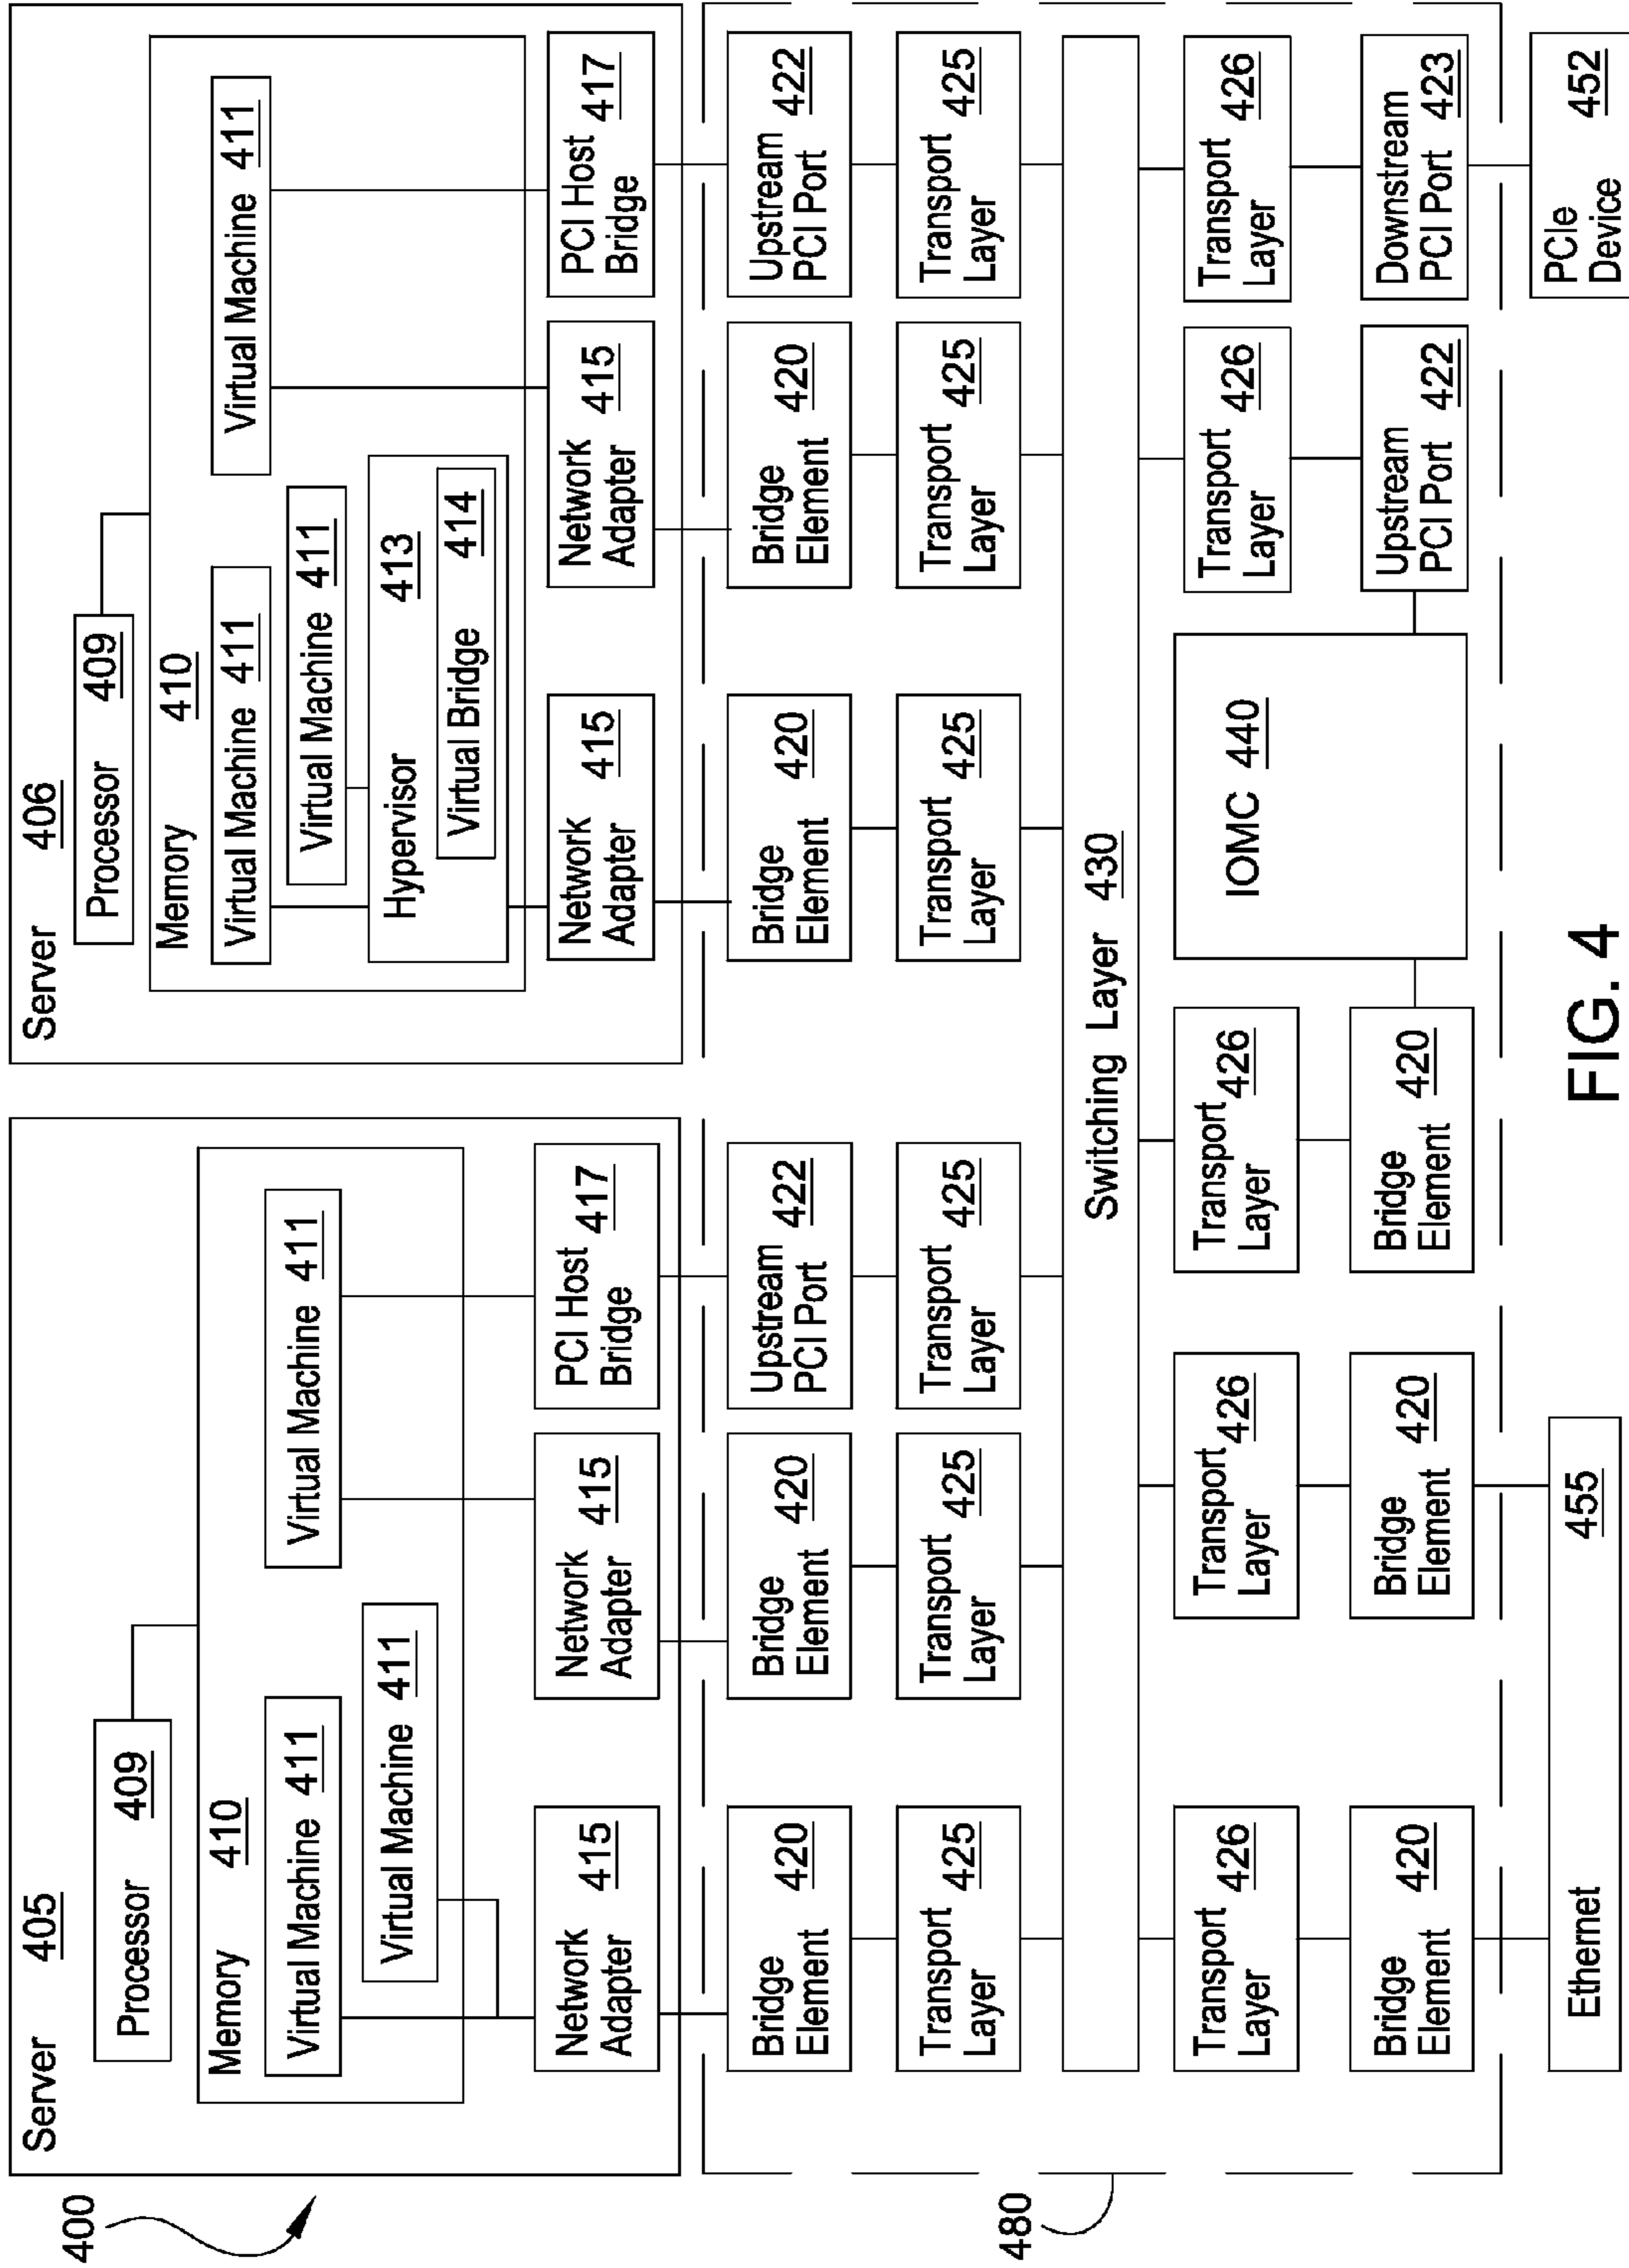 400
Server 405
Processor 409
Memory 410
Virtual Machine 411
Virtual Machine 411
Virtual Machine 411
Network
Adapter 415
Network
Adapter 415
PCI Host
Bridge 417
Server 406
Processor 409
Memory 410
Virtual Machine 411
Virtual Machine 411
Virtual Machine 411
Hypervisor 413
Virtual Bridge 414
Network
Adapter 415
Network
Adapter 415
PCI Host
Bridge 417
480
Bridge
Element 420
Bridge
Element 420
Upstream
PCI Port 422
Bridge
Element 420
Bridge
Element 420
Upstream
PCI Port 422
Transport
Layer 425
Transport
Layer 425
Transport
Layer 425
Transport
Layer 425
Transport
Layer 425
Transport
Layer 425
Switching Layer 430
Transport
Layer 426
Transport
Layer 426
Transport
Layer 426
IOMC 440
Transport
Layer 426
Transport
Layer 426
Bridge
Element 420
Bridge
Element 420
Bridge
Element 420
Upstream
PCI Port 422
Downstream
PCI Port 423
Ethernet 455
PCIe
Device 452
FIG. 4